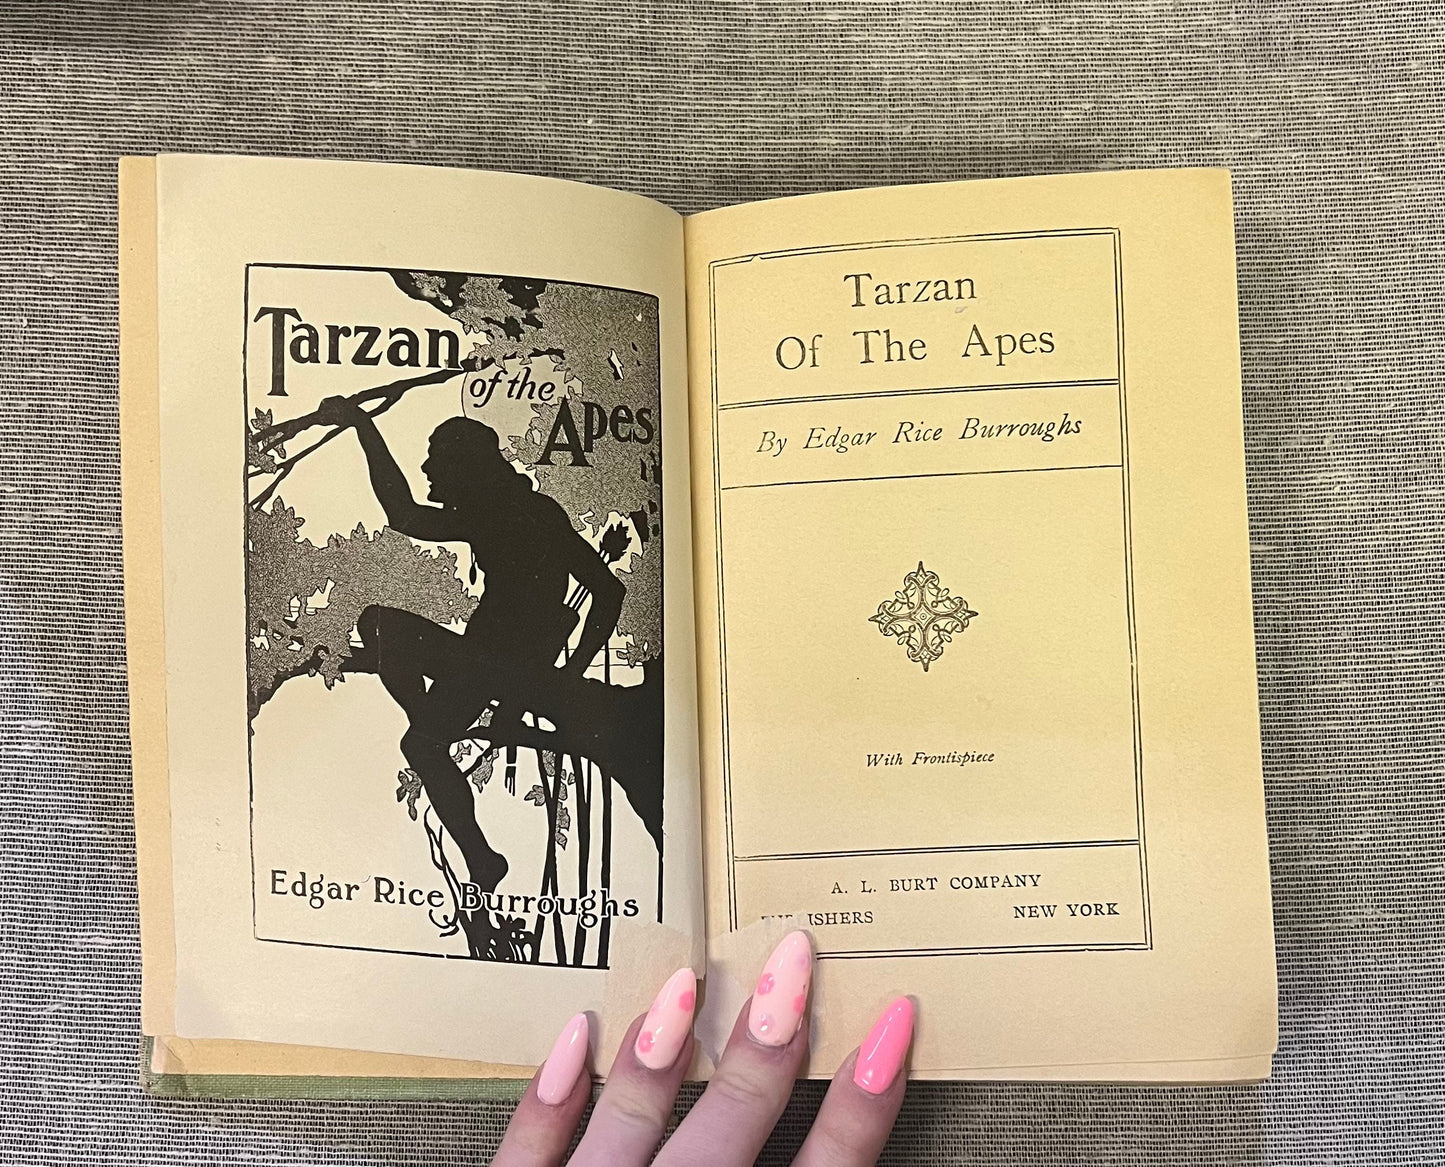 Tarzan
of the
Apes
Edgar Rice Burroughs
Tarzan
Of The Apes
By Edgar Rice Burroughs
With Frontispiece
A. L. BURT COMPANY
NEW YORK